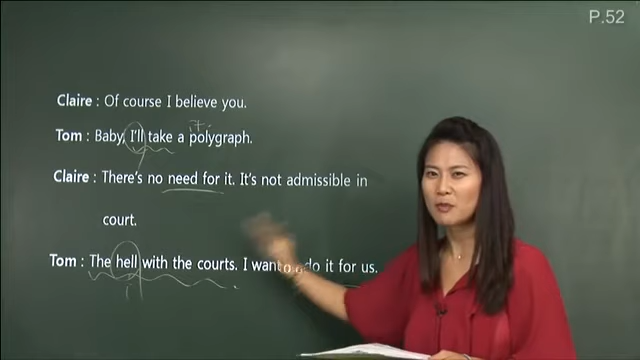 P.52
Claire : Of course I believe you.
it.
Tom : Baby, I'll take a polygraph.
Claire : There's no need for it. It's not admissible in
court.
Tom : The hell with the courts. I want do it for us.